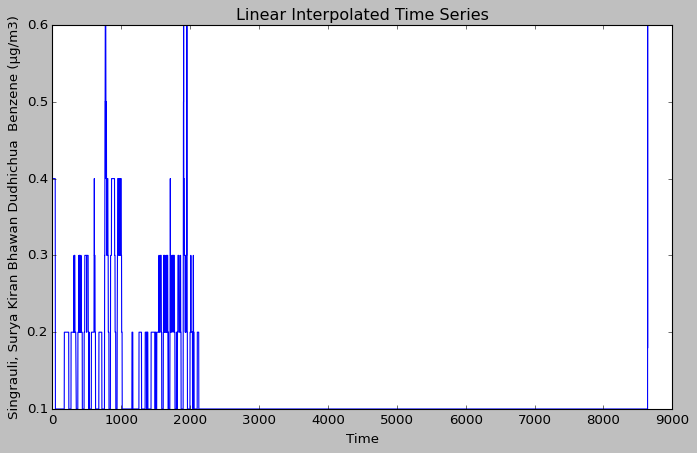 Linear Interpolated Time Series
Singrauli, Surya Kiran Bhawan Dudhichua  Benzene (µg/m3)
0.6
0.5
0.4
0.3
0.2
0.1
0 1000 2000 3000 4000 5000 6000 7000 8000 9000
Time